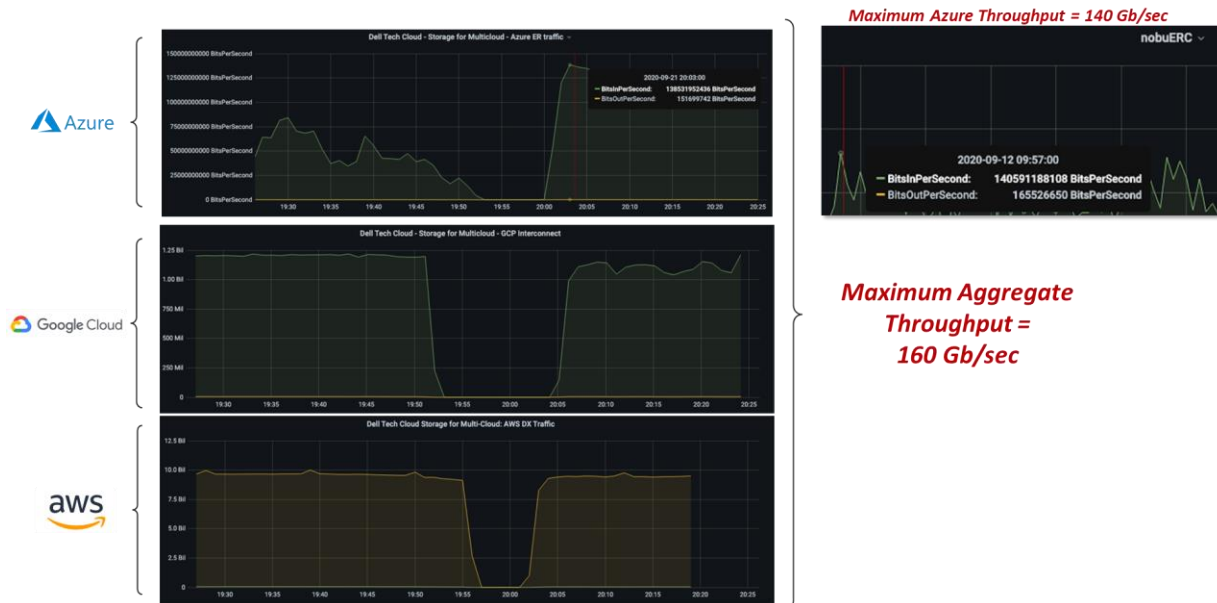 Maximum Azure Throughput = 140 Gb/sec
Azure
Dell Tech Cloud - Storage for Multicloud - Azure ER traffic
150000000000 BitsPerSecond
125000000000 BitsPerSecond
100000000000 BitsPerSecond
75000000000 BitsPerSecond
50000000000 BitsPerSecond
25000000000 BitsPerSecond
0 BitsPerSecond
2020-09-21 20:03:00
BitsInPerSecond: 138531952436 BitsPerSecond
BitsOutPerSecond: 151699742 BitsPerSecond
19:30 19:35 19:40 19:45 19:50 19:55 20:00 20:05 20:10 20:15 20:20 20:25
nobuERC
2020-09-12 09:57:00
BitsInPerSecond: 140591188108 BitsPerSecond
BitsOutPerSecond: 165526650 BitsPerSecond
Google Cloud
Dell Tech Cloud - Storage for Multicloud - GCP Interconnect
1.25 Bil
1.00 Bil
750 Mil
500 Mil
250 Mil
0
19:30 19:35 19:40 19:45 19:50 19:55 20:00 20:05 20:10 20:15 20:20 20:25
Maximum Aggregate
Throughput =
160 Gb/sec
aws
Dell Tech Cloud Storage for Multi-Cloud: AWS DX Traffic
12.5 Bil
10.0 Bil
7.5 Bil
5.0 Bil
2.5 Bil
0
19:30 19:35 19:40 19:45 19:50 19:55 20:00 20:05 20:10 20:15 20:20 20:25